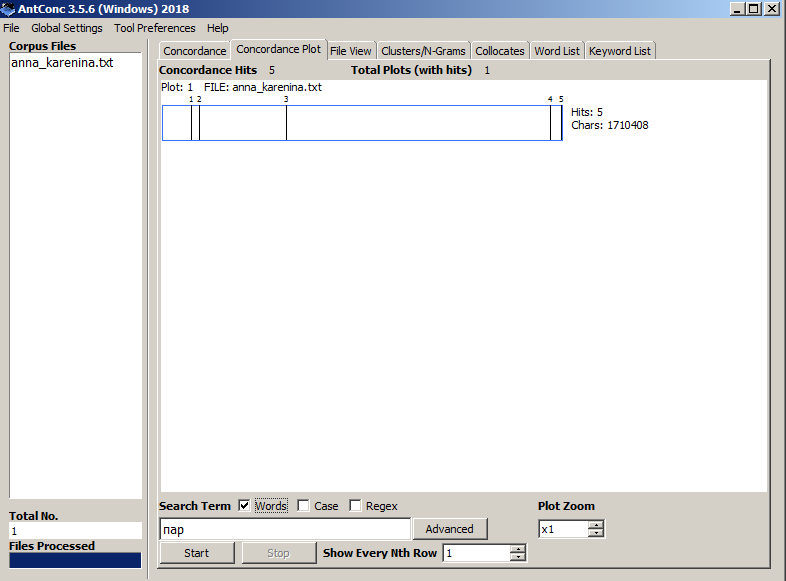 AntConc 3.5.6 (Windows) 2018
File Global Settings Tool Preferences Help
Corpus Files
anna_karenina.txt
Total No.
1
Files Processed
Concordance Concordance Plot File View Clusters/N-Grams Collocates Word List Keyword List
Concordance Hits 5 Total Plots (with hits) 1
Plot: 1 FILE: anna_karenina.txt
1 2 3 4 5
Hits: 5
Chars: 1710408
Search Term Words Case Regex Plot Zoom
пар Advanced x1
Start Stop Show Every Nth Row 1